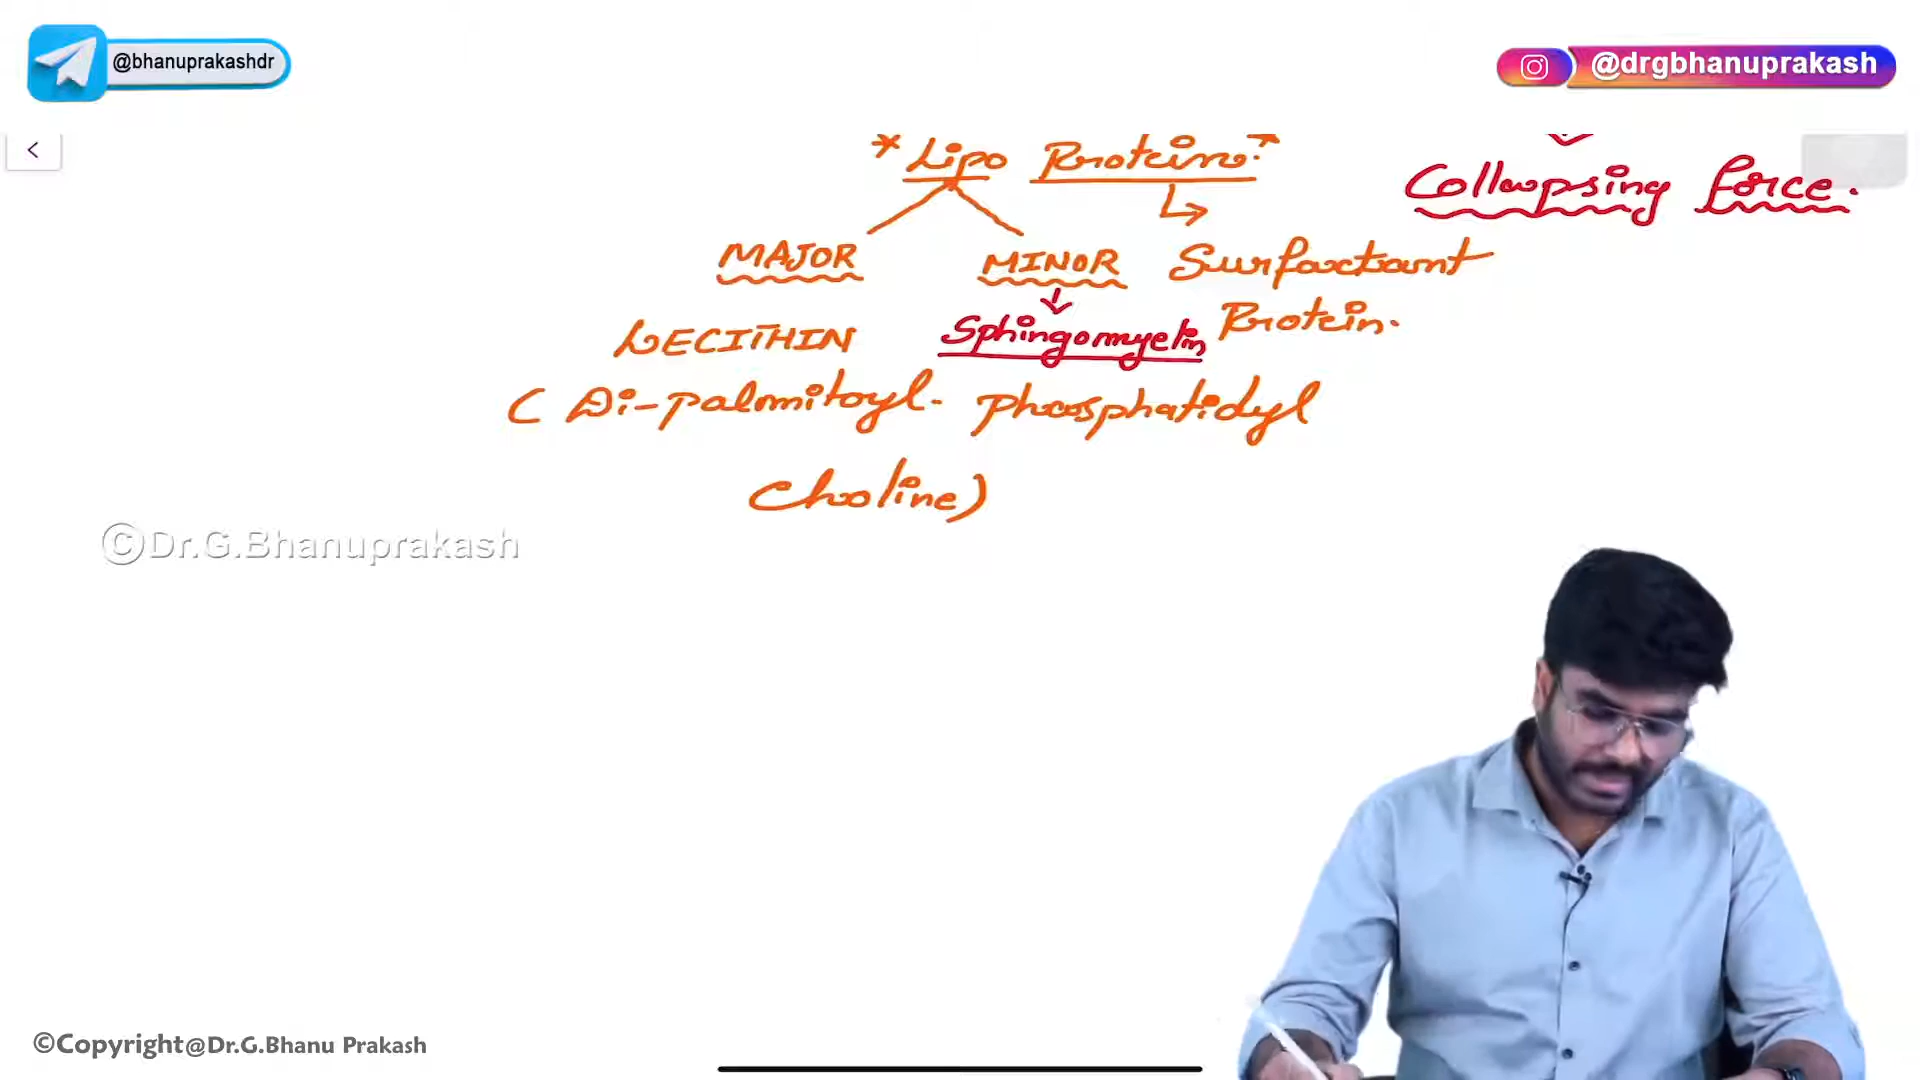 @bhanuprakashdr
@drgbhanuprakash
<
*Lipo Protein.*
Collapsing force.
MAJOR MINOR Surfactant
LECITHIN Sphingomyelin Protein.
(Di-palmitoyl- phosphatidyl
choline)
©Dr.G.Bhanuprakash
©Copyright@Dr.G.Bhanu Prakash